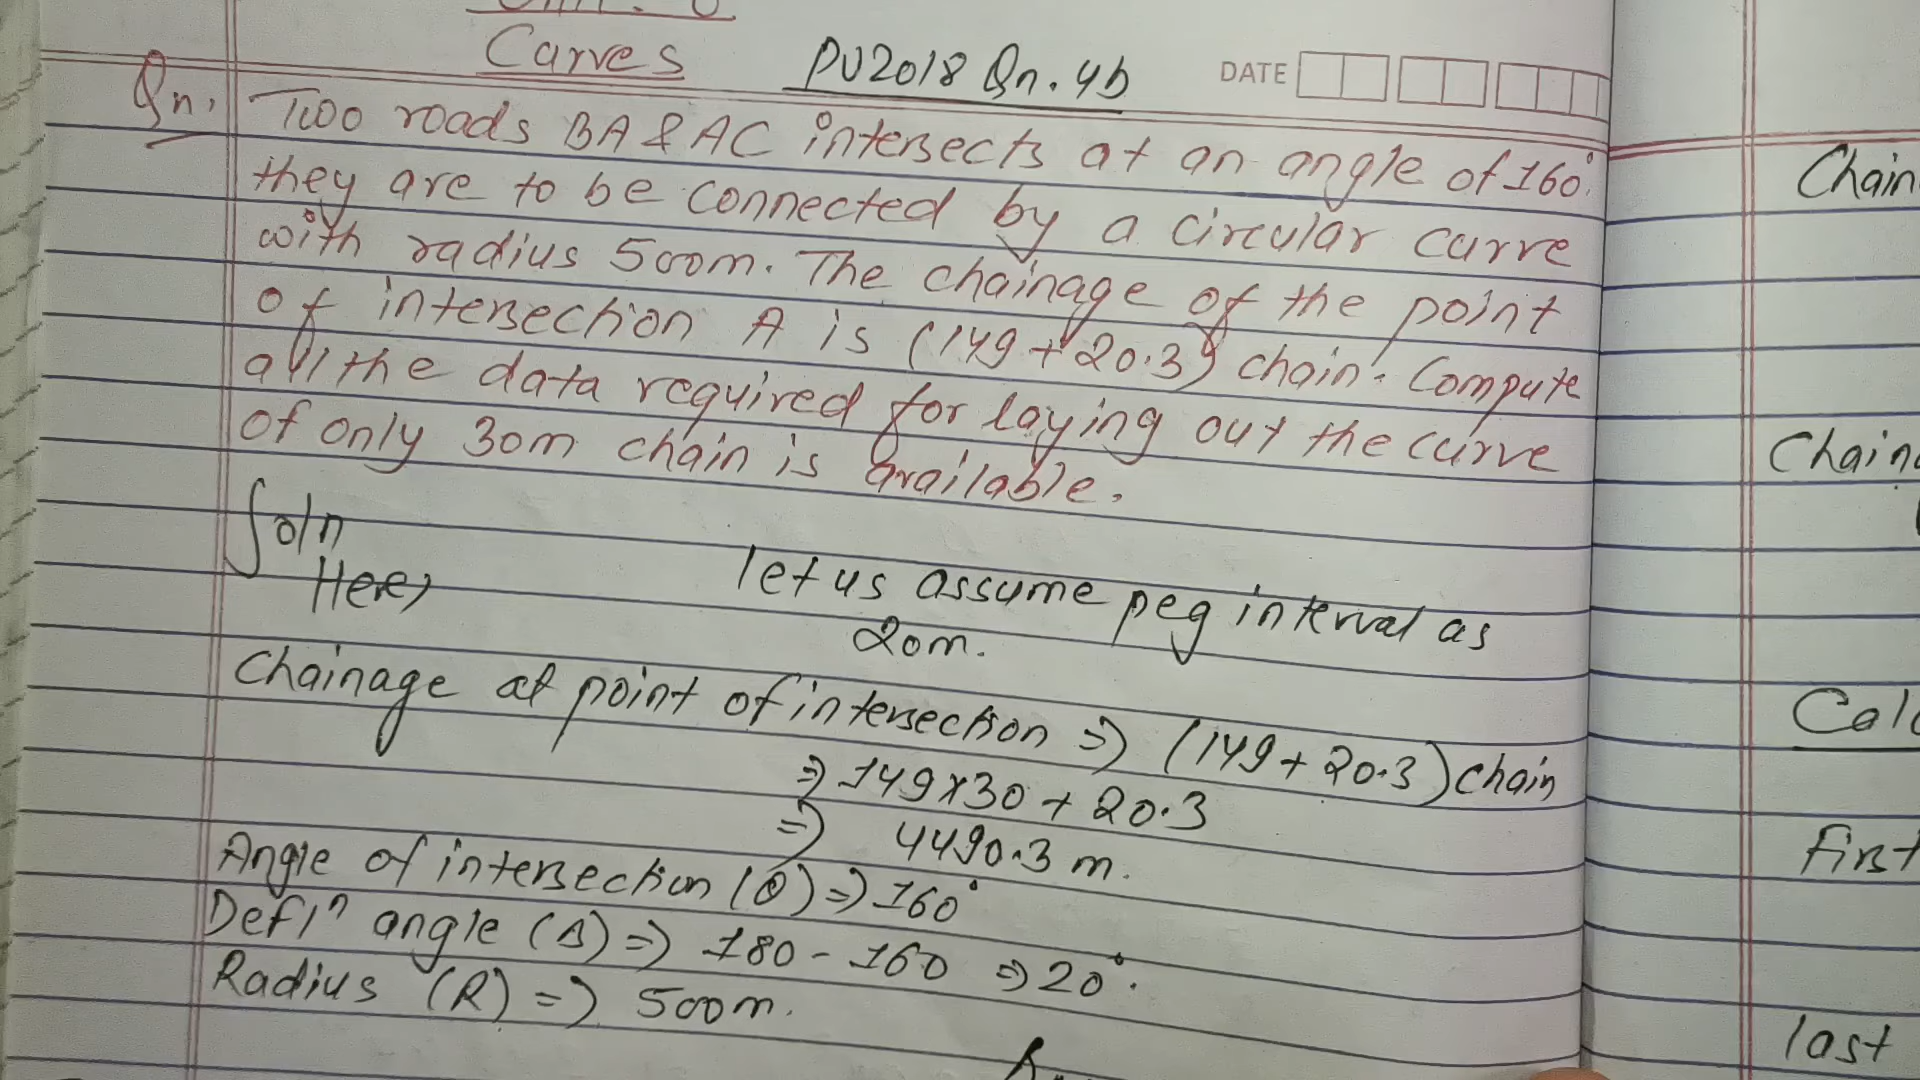 Curves PU2018 Qn. 4b DATE
Qn. Two roads BA & AC intersects at an angle of 160°.
they are to be connected by a circular curve
with radius 500m. The chainage of the point
of intersection A is (149+20.3) chain. Compute
all the data required for laying out the curve
of only 30m chain is available.
Soln
Here, let us assume peg interval as
20m.
Chainage at point of intersection => (149+20.3) chain
=> 149x30 + 20.3
=> 4490.3 m.
Angle of intersection (θ) => 160°
Defln angle (Δ) => 180 - 160 => 20°.
Radius (R) => 500m.
Chain
Chain
Calc
first
last